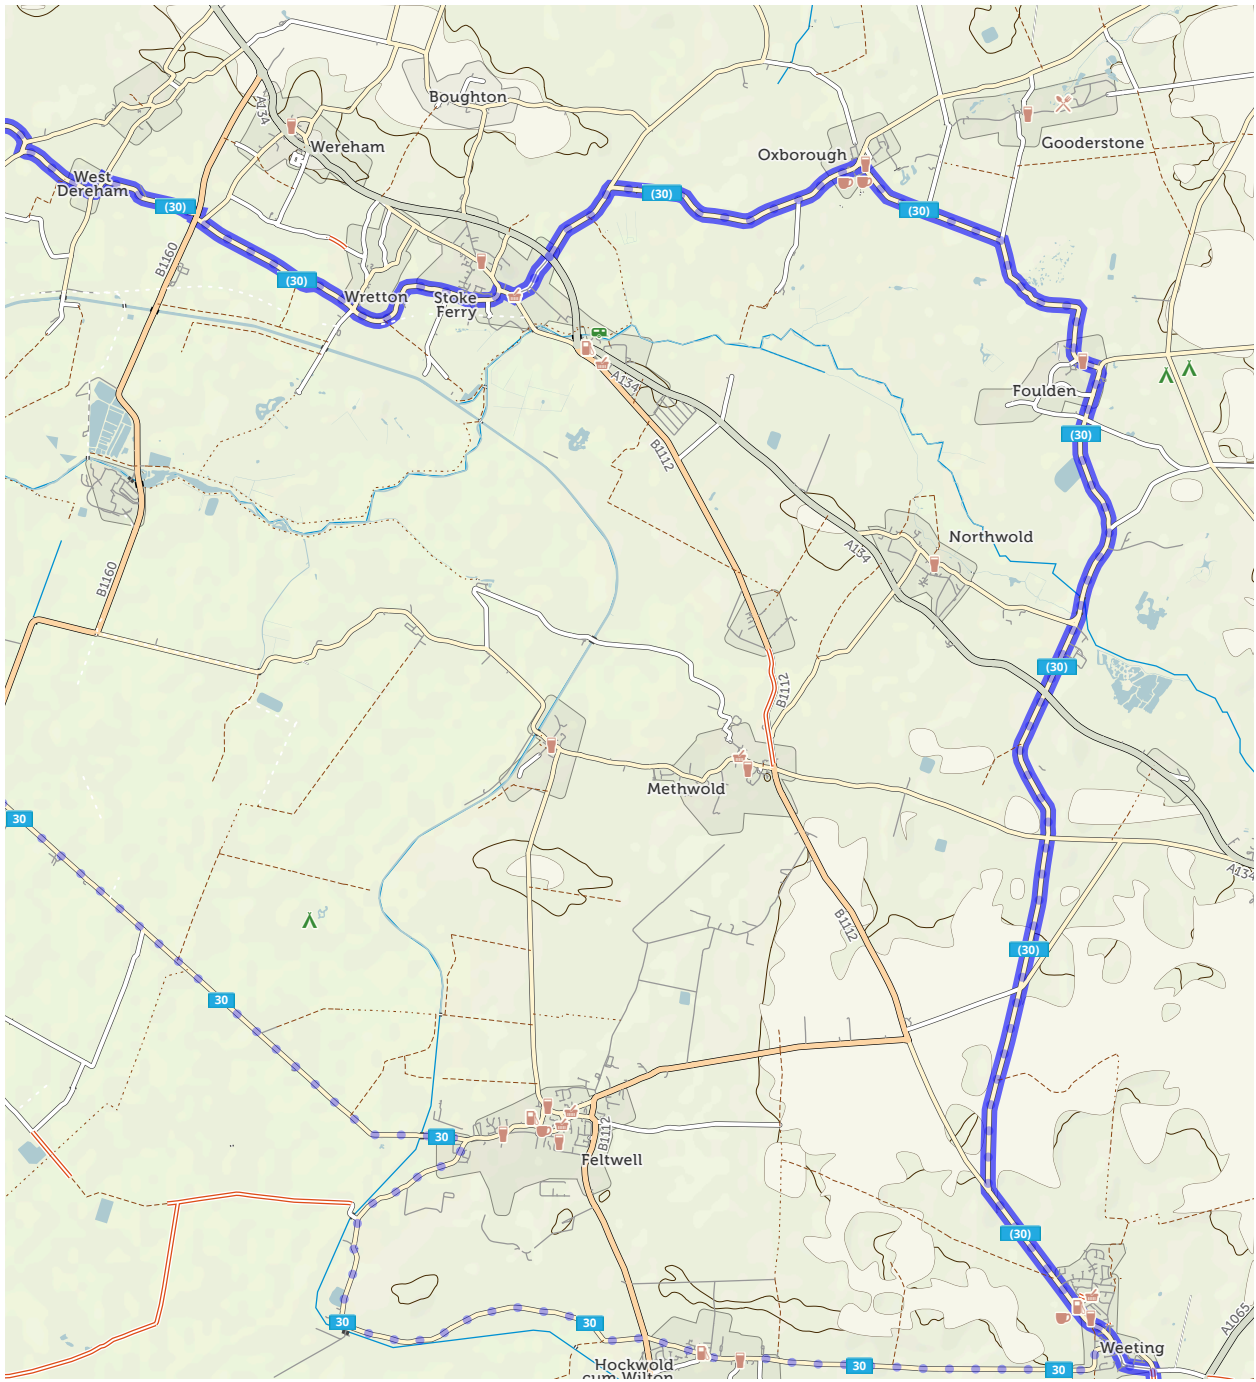 Boughton
A134
Wereham
Gooderstone
Oxborough
West
Dereham
(30)
(30)
(30)
B1160
(30)
Wretton
Stoke
Ferry
A134
Foulden
(30)
B1112
Northwold
A134
B1160
(30)
B1112
Methwold
30
A134
B1112
(30)
30
30
B1112
Feltwell
(30)
30
30
A1065
Weeting
30
30
Hockwold
cum Wilton